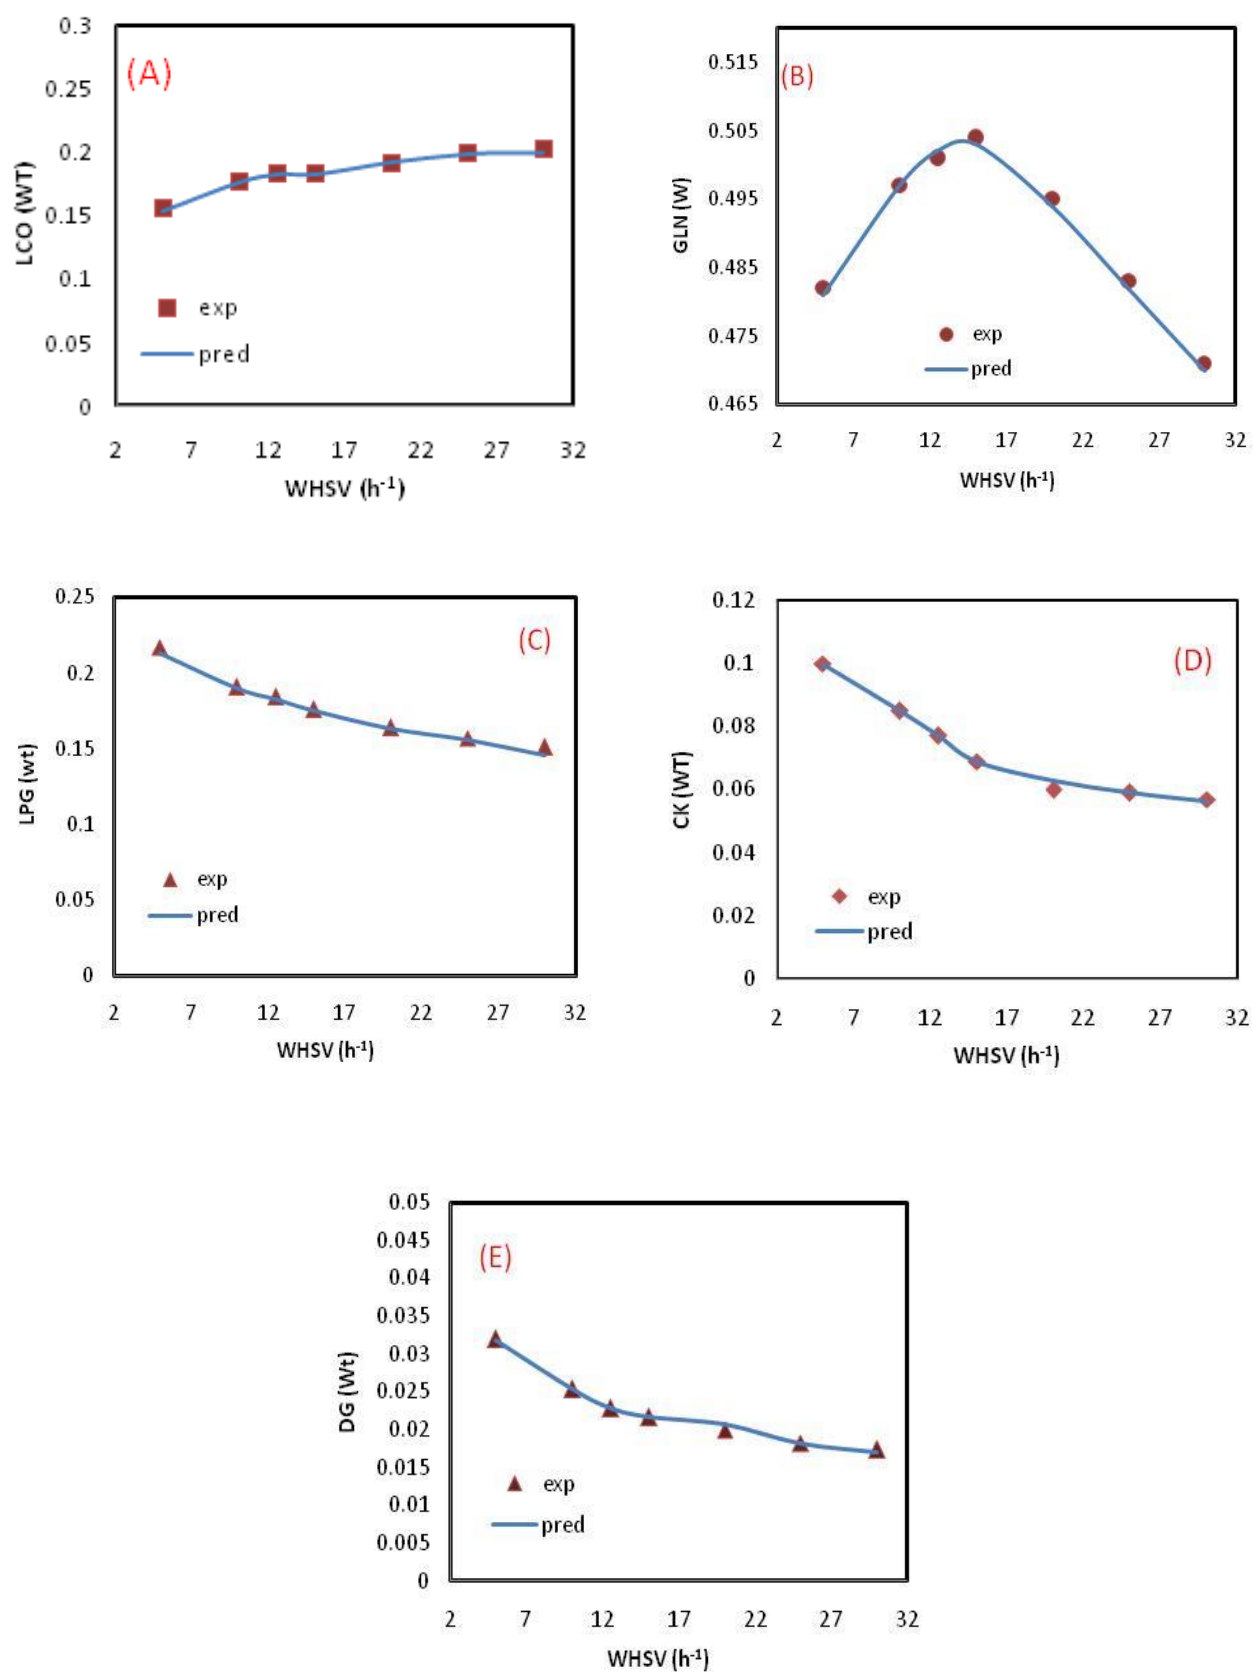 0.3
(A)
0.25
0.2
0.15
0.1
0.05
0
LCO (WT)
exp
pred
2 7 12 17 22 27 32
WHSV (h⁻¹)
0.515
(B)
0.505
0.495
0.485
0.475
0.465
GLN (W)
exp
pred
2 7 12 17 22 27 32
WHSV (h⁻¹)
0.25
(C)
0.2
0.15
0.1
0.05
0
LPG (wt)
exp
pred
2 7 12 17 22 27 32
WHSV (h⁻¹)
0.12
0.1
(D)
0.08
0.06
0.04
0.02
0
CK (WT)
exp
pred
2 7 12 17 22 27 32
WHSV (h⁻¹)
0.05
0.045
(E)
0.04
0.035
0.03
0.025
0.02
0.015
0.01
0.005
0
DG (Wt)
exp
pred
2 7 12 17 22 27 32
WHSV (h⁻¹)